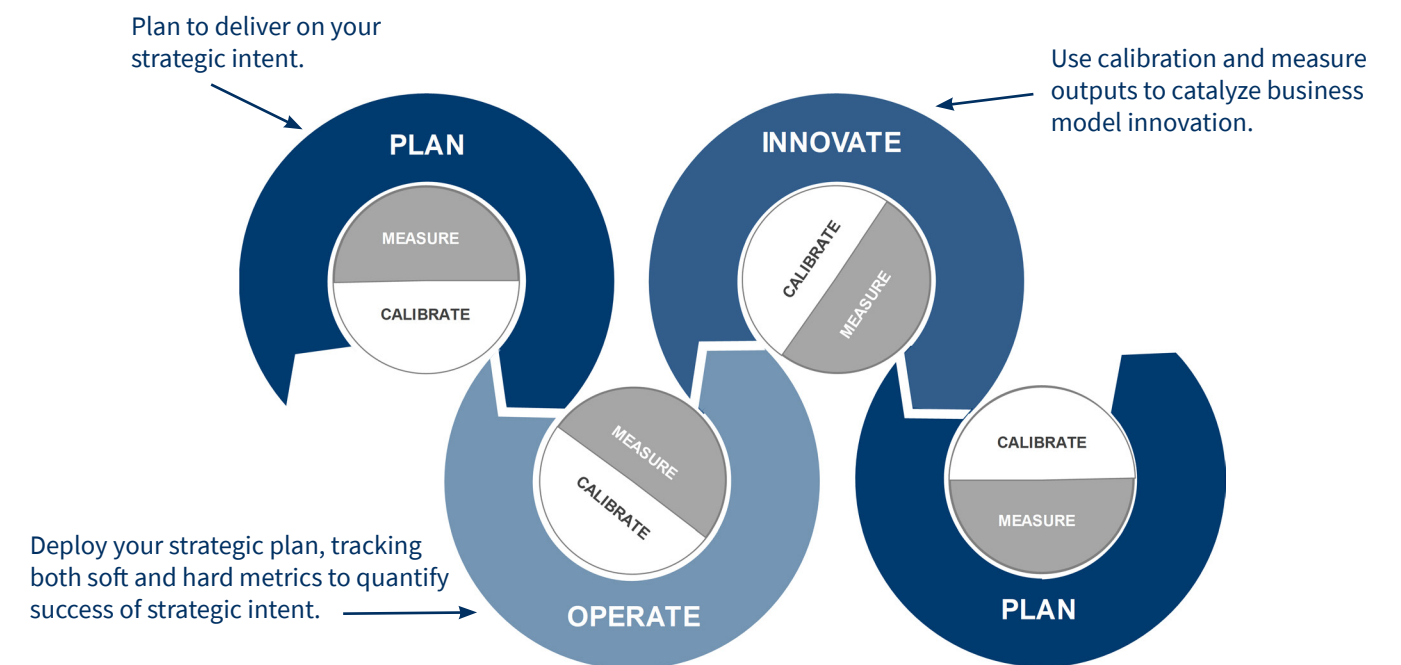 Plan to deliver on your
strategic intent.
Use calibration and measure
outputs to catalyze business
model innovation.
PLAN
INNOVATE
MEASURE
CALIBRATE
CALIBRATE
MEASURE
MEASURE
CALIBRATE
CALIBRATE
MEASURE
Deploy your strategic plan, tracking
both soft and hard metrics to quantify
success of strategic intent.
OPERATE
PLAN